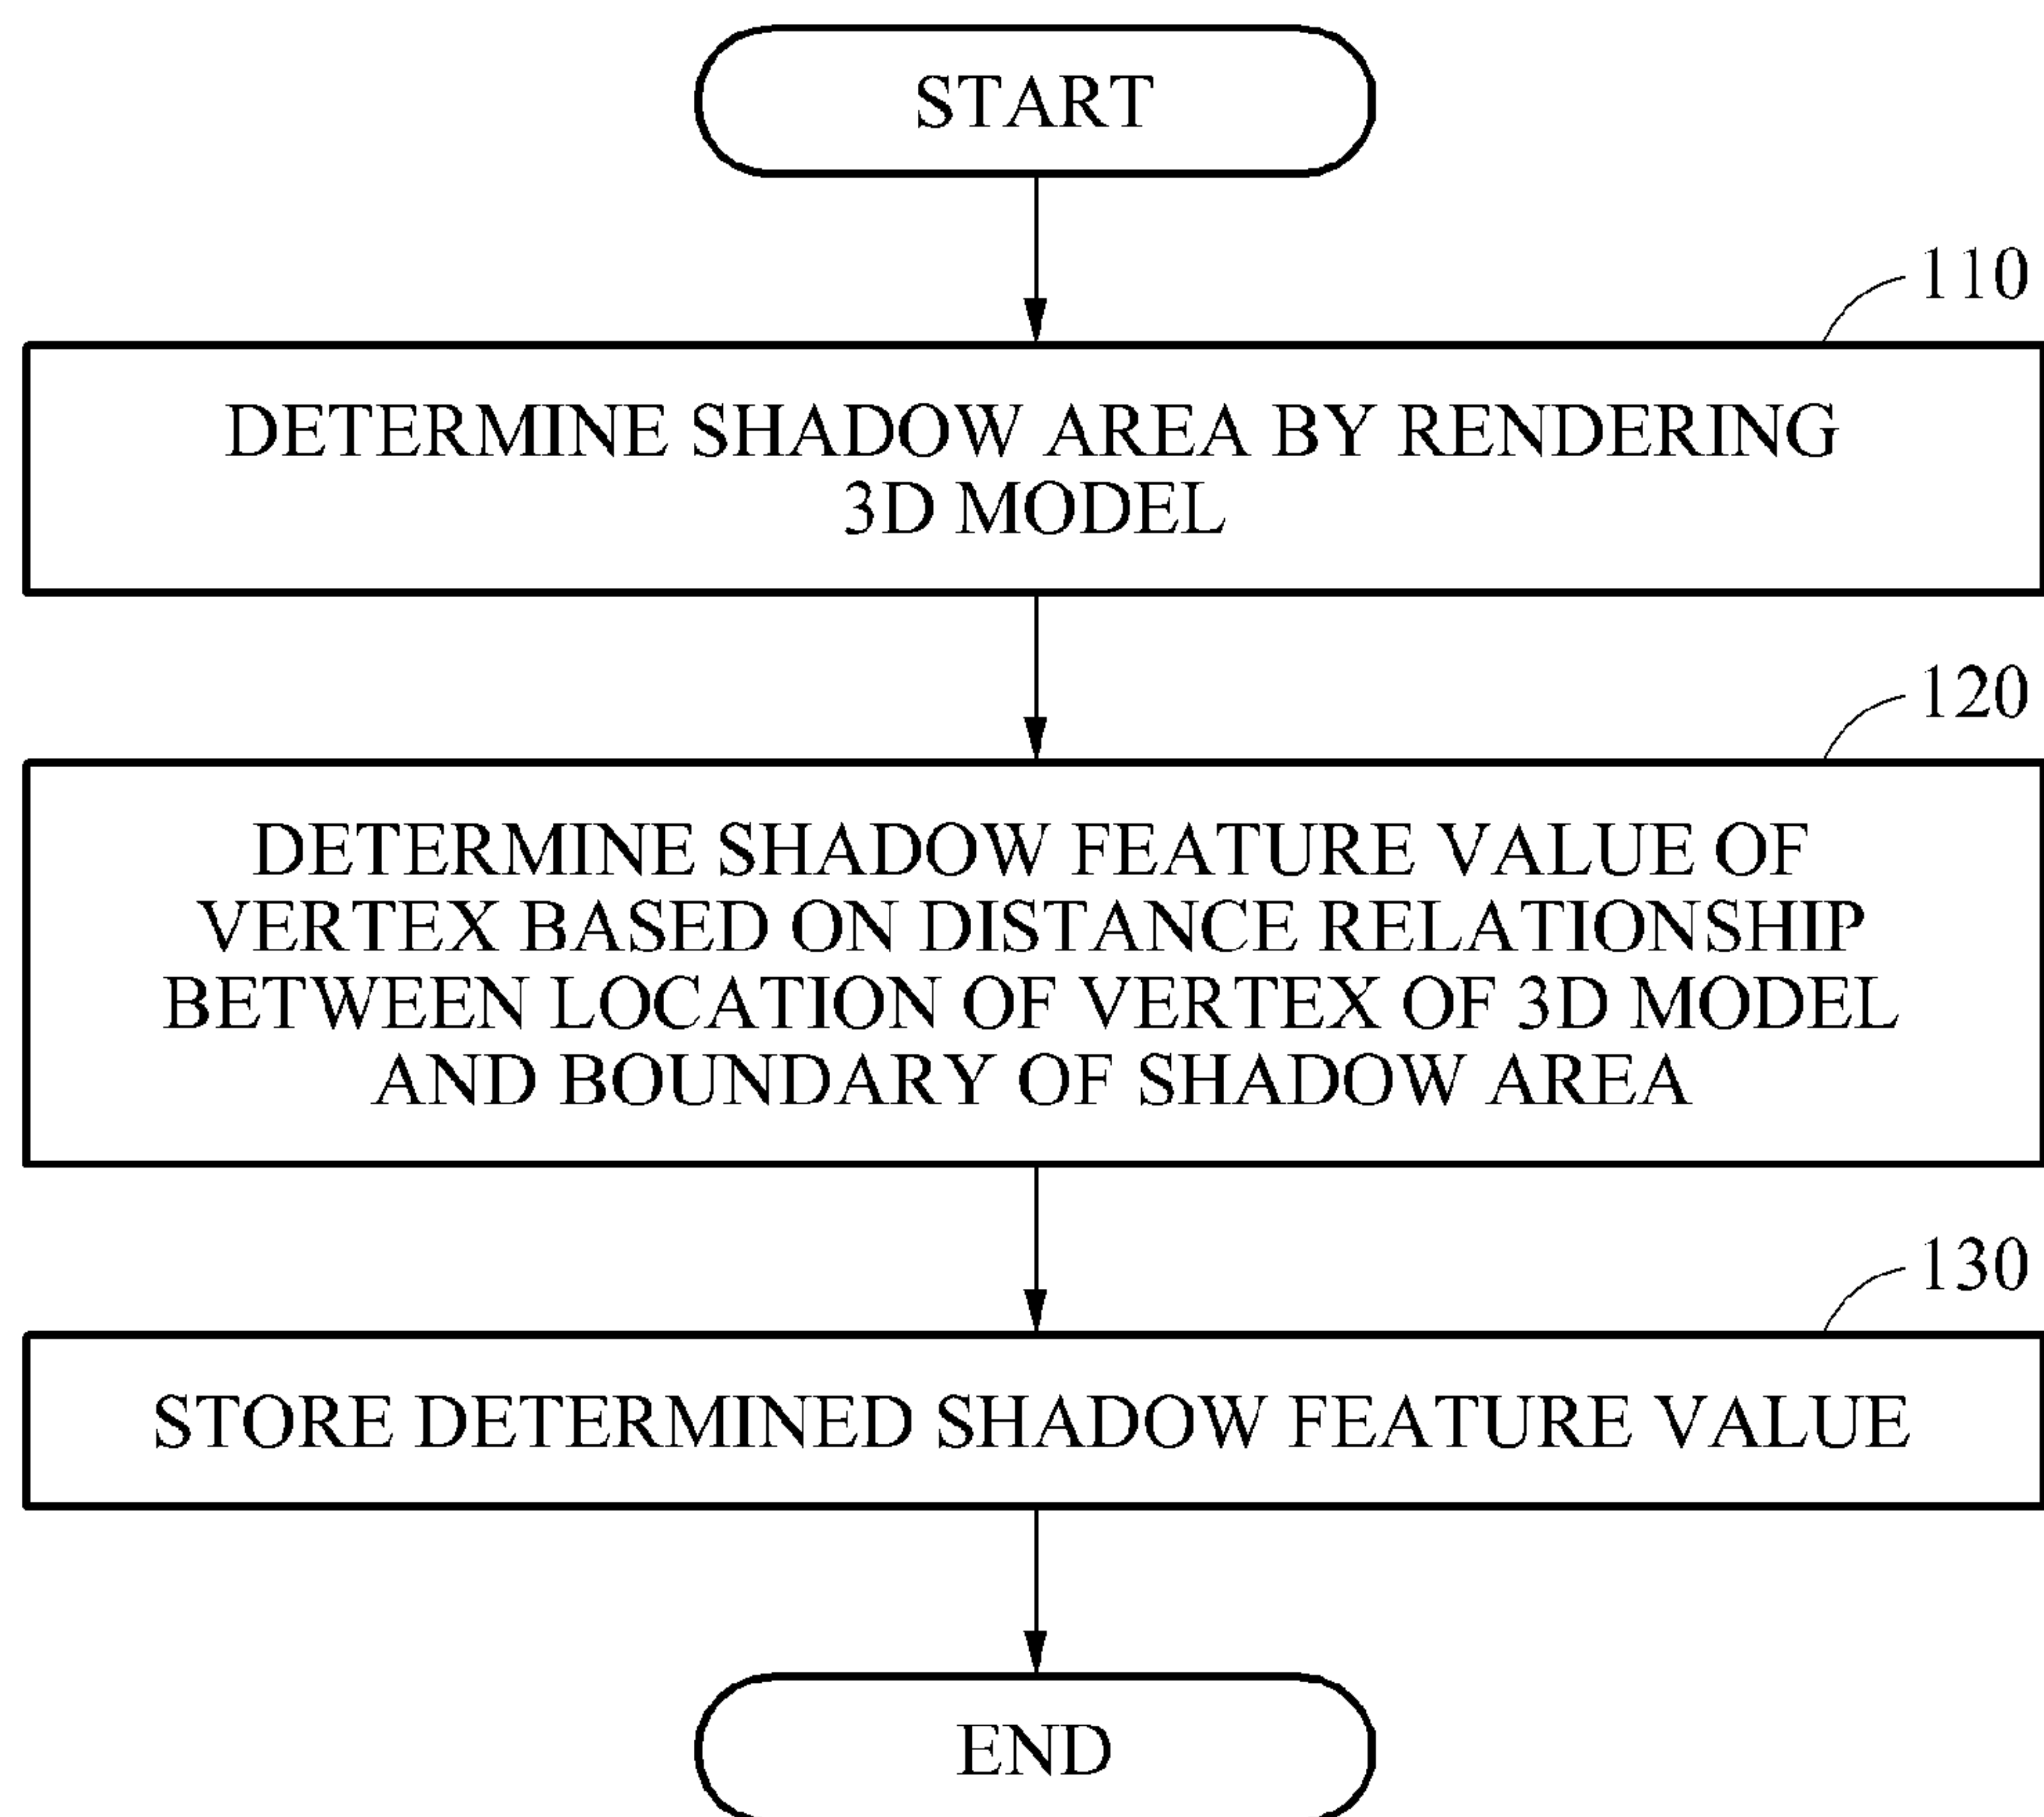 START
110
DETERMINE SHADOW AREA BY RENDERING
3D MODEL
120
DETERMINE SHADOW FEATURE VALUE OF
VERTEX BASED ON DISTANCE RELATIONSHIP
BETWEEN LOCATION OF VERTEX OF 3D MODEL
AND BOUNDARY OF SHADOW AREA
130
STORE DETERMINED SHADOW FEATURE VALUE
END